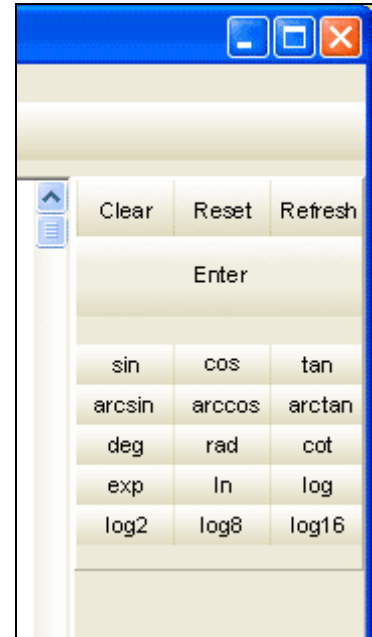 Clear Reset Refresh
Enter
sin cos tan
arcsin arccos arctan
deg rad cot
exp ln log
log2 log8 log16